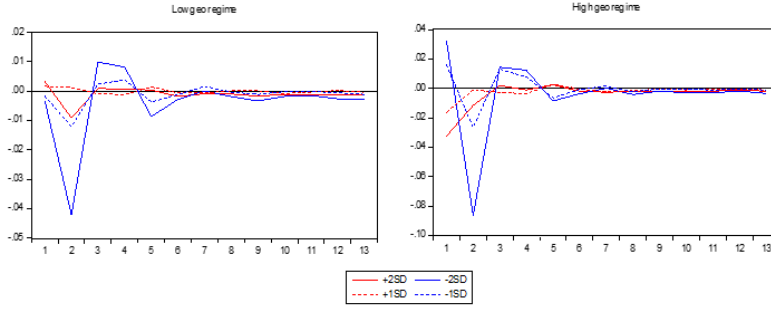 Low geo regime
.02
.01
.00
-.01
-.02
-.03
-.04
-.05
1 2 3 4 5 6 7 8 9 10 11 12 13
High geo regime
.04
.02
.00
-.02
-.04
-.06
-.08
-.10
1 2 3 4 5 6 7 8 9 10 11 12 13
+2SD -2SD
+1SD -1SD